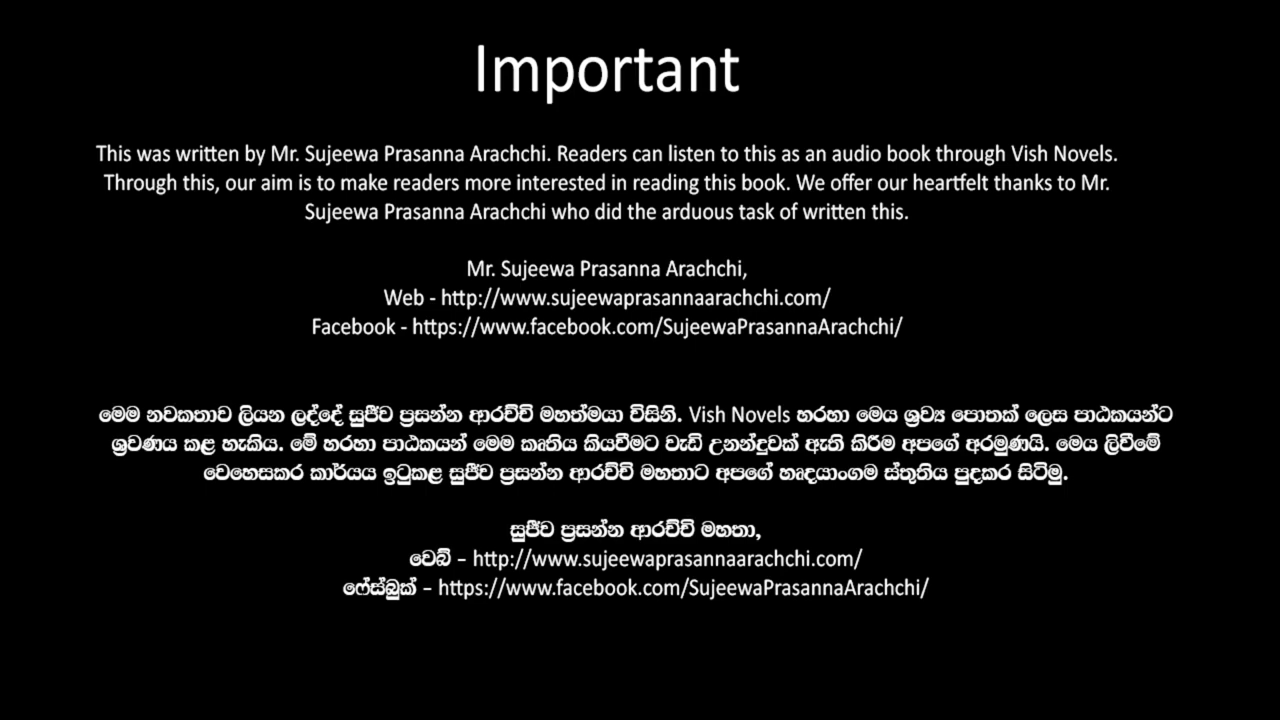 Important
This was written by Mr. Sujeewa Prasanna Arachchi. Readers can listen to this as an audio book through Vish Novels.
Through this, our aim is to make readers more interested in reading this book. We offer our heartfelt thanks to Mr.
Sujeewa Prasanna Arachchi who did the arduous task of written this.
Mr. Sujeewa Prasanna Arachchi,
Web - http://www.sujeewaprasannaarachchi.com/
Facebook - https://www.facebook.com/SujeewaPrasannaArachchi/
මෙම නවකතාව ලියන ලද්දේ සුජීව ප්‍රසන්න ආරච්චි මහත්මයා විසිනි. Vish Novels හරහා මෙය ශ්‍රව්‍ය පොතක් ලෙස පාඨකයන්ට
ශ්‍රවණය කළ හැකිය. මේ හරහා පාඨකයන් මෙම කෘතිය කියවීමට වැඩි උනන්දුවක් ඇති කිරීම අපගේ අරමුණයි. මෙය ලිවීමේ
වෙහෙසකර කාර්යය ඉටුකළ සුජීව ප්‍රසන්න ආරච්චි මහතාට අපගේ හෘදයාංගම ස්තූතිය පුදකර සිටිමු.
සුජීව ප්‍රසන්න ආරච්චි මහතා,
වෙබ් – http://www.sujeewaprasannaarachchi.com/
ෆේස්බුක් – https://www.facebook.com/SujeewaPrasannaArachchi/